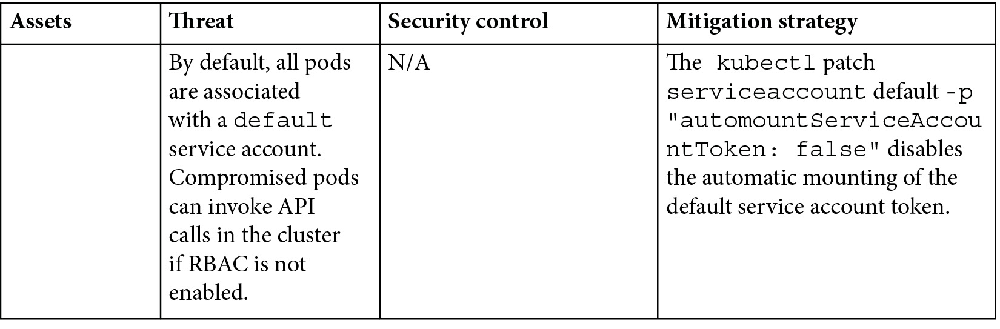 Assets Threat Security control Mitigation strategy
By default, all pods
are associated
with a default
service account.
Compromised pods
can invoke API
calls in the cluster
if RBAC is not
enabled.
N/A
The kubectl patch
serviceaccount default -p
"automountServiceAccou
ntToken: false" disables
the automatic mounting of the
default service account token.